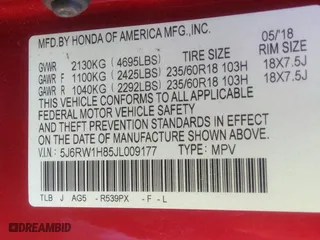 MFD.BY HONDA OF AMERICA MFG.,INC. 05/'18
GVWR 2130KG (4695LBS) TIRE SIZE RIM SIZE
GAWR F 1100KG (2425LBS) 235/60R18 103H 18X7.5J
GAWR R 1040KG (2292LBS) 235/60R18 103H 18X7.5J
THIS VEHICLE CONFORMS TO ALL APPLICABLE
FEDERAL MOTOR VEHICLE SAFETY
AND THEFT PREVENTION STANDARDS IN EFFECT ON THE
DATE OF MANUFACTURE SHOWN ABOVE.
V.I.N: 5J6RW1H85JL009177 TYPE: MPV
TLB J AG5 - R539PX - F - L
DREAMBID